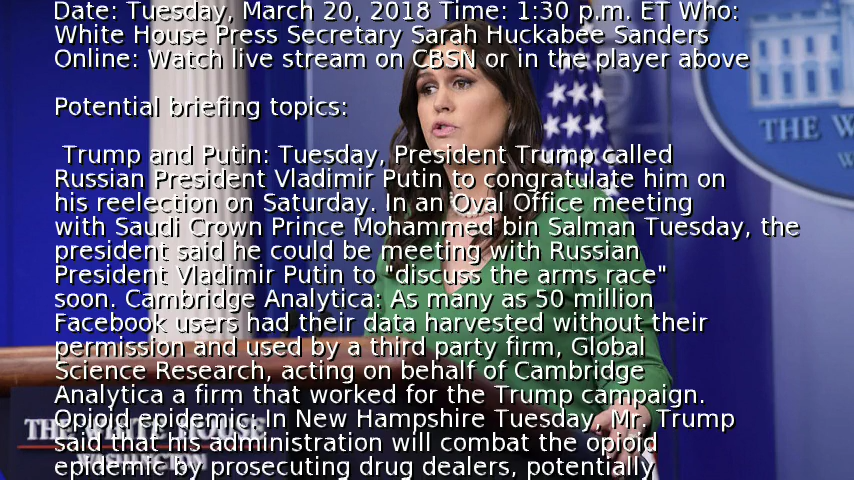 Date: Tuesday, March 20, 2018 Time: 1:30 p.m. ET Who:
White House Press Secretary Sarah Huckabee Sanders
Online: Watch live stream on CBSN or in the player above
Potential briefing topics:
Trump and Putin: Tuesday, President Trump called
Russian President Vladimir Putin to congratulate him on
his reelection on Saturday. In an Oval Office meeting
with Saudi Crown Prince Mohammed bin Salman Tuesday, the
president said he could be meeting with Russian
President Vladimir Putin to "discuss the arms race"
soon. Cambridge Analytica: As many as 50 million
Facebook users had their data harvested without their
permission and used by a third party firm, Global
Science Research, acting on behalf of Cambridge
Analytica a firm that worked for the Trump campaign.
Opioid epidemic: In New Hampshire Tuesday, Mr. Trump
said that his administration will combat the opioid
epidemic by prosecuting drug dealers, potentially
THE W
THE WHITE HOUSE
WASHINGTON